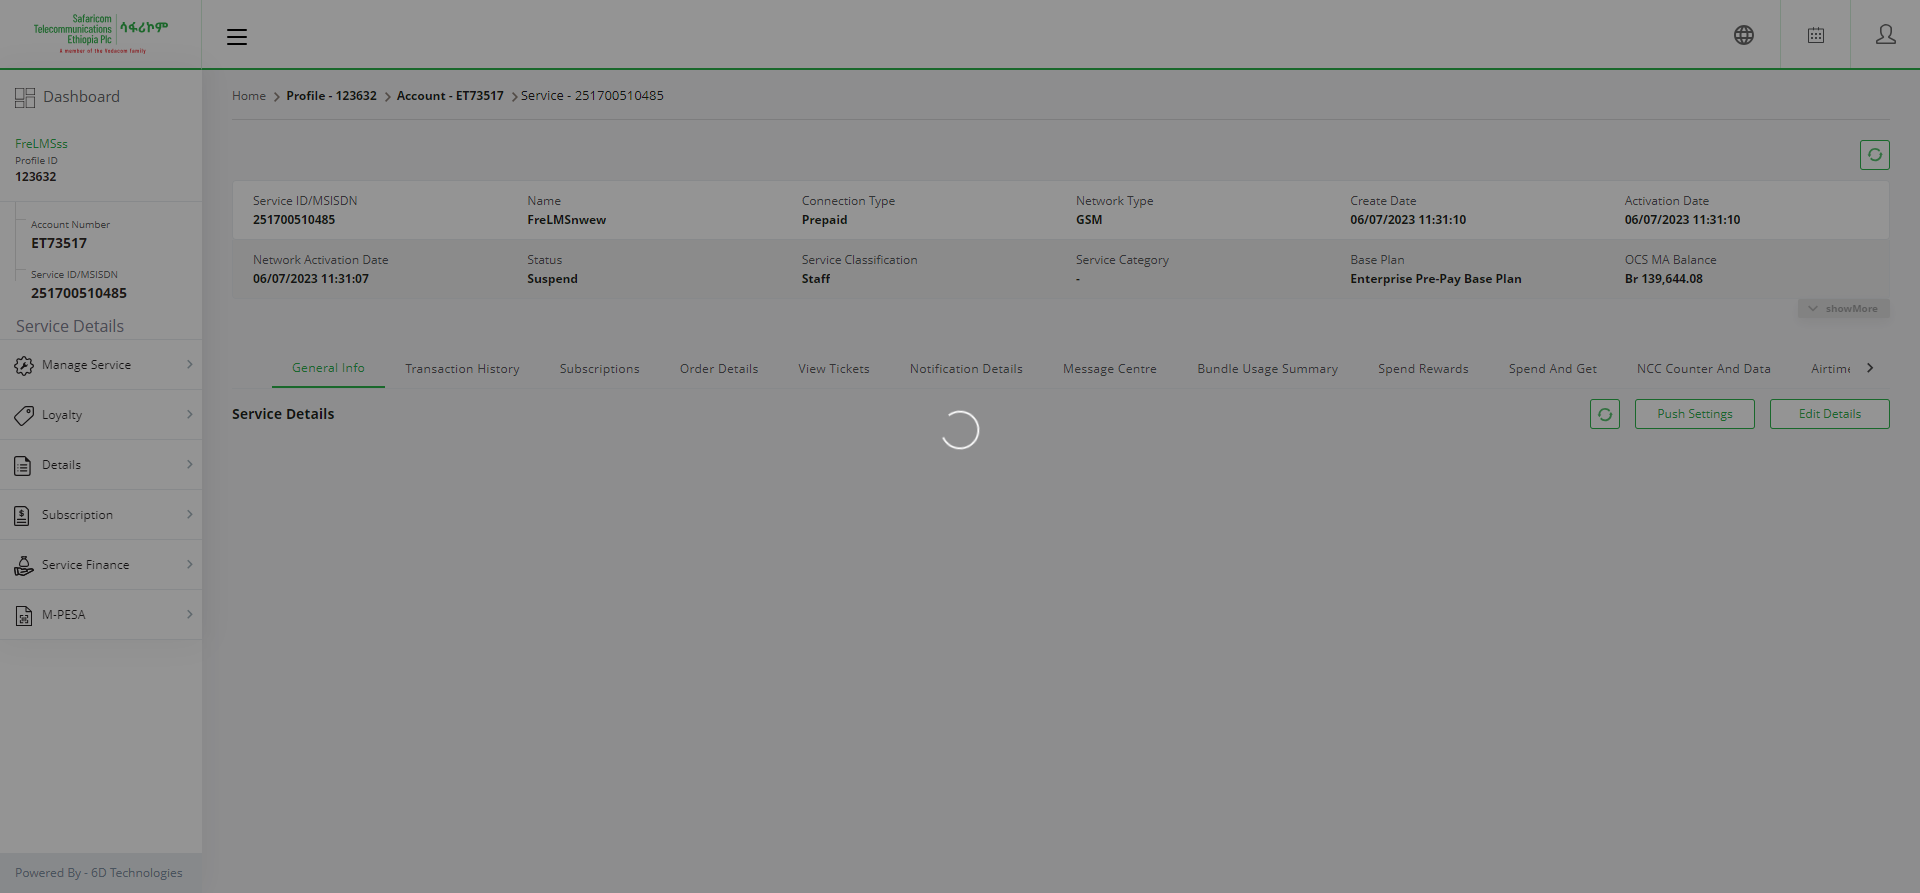 Safaricom
Telecommunications
Ethiopia Plc
ሳፋሪኮም
A member of the Vodacom family
Dashboard
FreLMSss
Profile ID
123632
Account Number
ET73517
Service ID/MSISDN
251700510485
Service Details
Manage Service
Loyalty
Details
Subscription
Service Finance
M-PESA
Powered By - 6D Technologies
Home > Profile - 123632 > Account - ET73517 > Service - 251700510485
Service ID/MSISDN Name Connection Type Network Type Create Date Activation Date
251700510485 FreLMSnwew Prepaid GSM 06/07/2023 11:31:10 06/07/2023 11:31:10
Network Activation Date Status Service Classification Service Category Base Plan OCS MA Balance
06/07/2023 11:31:07 Suspend Staff - Enterprise Pre-Pay Base Plan Br 139,644.08
showMore
General Info Transaction History Subscriptions Order Details View Tickets Notification Details Message Centre Bundle Usage Summary Spend Rewards Spend And Get NCC Counter And Data Airtime
Service Details Push Settings Edit Details